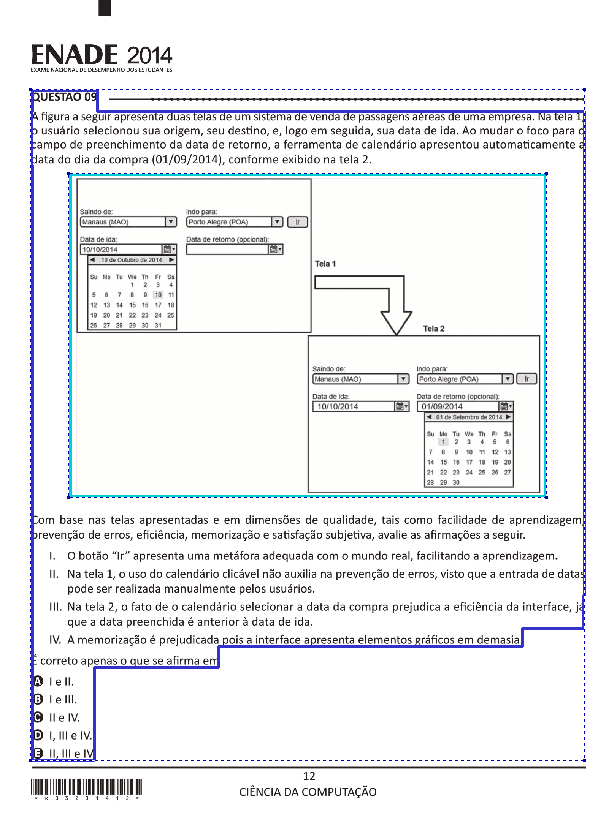 ENADE 2014
EXAME NACIONAL DE DESEMPENHO DOS ESTUDANTES
QUESTÃO 09
A figura a seguir apresenta duas telas de um sistema de venda de passagens aéreas de uma empresa. Na tela 1,
o usuário selecionou sua origem, seu destino, e, logo em seguida, sua data de ida. Ao mudar o foco para o
campo de preenchimento da data de retorno, a ferramenta de calendário apresentou automaticamente a
data do dia da compra (01/09/2014), conforme exibido na tela 2.
Saindo de: Indo para:
Manaus (MAO) Porto Alegre (POA) Ir
Data de ida: Data de retorno (opcional):
10/10/2014
10 de Outubro de 2014
Su Mo Tu We Th Fr Sa
1 2 3 4
5 6 7 8 9 10 11
12 13 14 15 16 17 18
19 20 21 22 23 24 25
26 27 28 29 30 31
Tela 1
Tela 2
Saindo de: Indo para:
Manaus (MAO) Porto Alegre (POA) Ir
Data de ida: Data de retorno (opcional):
10/10/2014 01/09/2014
01 de Setembro de 2014
Su Mo Tu We Th Fr Sa
1 2 3 4 5 6
7 8 9 10 11 12 13
14 15 16 17 18 19 20
21 22 23 24 25 26 27
28 29 30
Com base nas telas apresentadas e em dimensões de qualidade, tais como facilidade de aprendizagem,
prevenção de erros, eficiência, memorização e satisfação subjetiva, avalie as afirmações a seguir.
I. O botão “Ir” apresenta uma metáfora adequada com o mundo real, facilitando a aprendizagem.
II. Na tela 1, o uso do calendário clicável não auxilia na prevenção de erros, visto que a entrada de datas
pode ser realizada manualmente pelos usuários.
III. Na tela 2, o fato de o calendário selecionar a data da compra prejudica a eficiência da interface, já
que a data preenchida é anterior à data de ida.
IV. A memorização é prejudicada pois a interface apresenta elementos gráficos em demasia.
É correto apenas o que se afirma em
A I e II.
B I e III.
C II e IV.
D I, III e IV.
E II, III e IV.
12
CIÊNCIA DA COMPUTAÇÃO